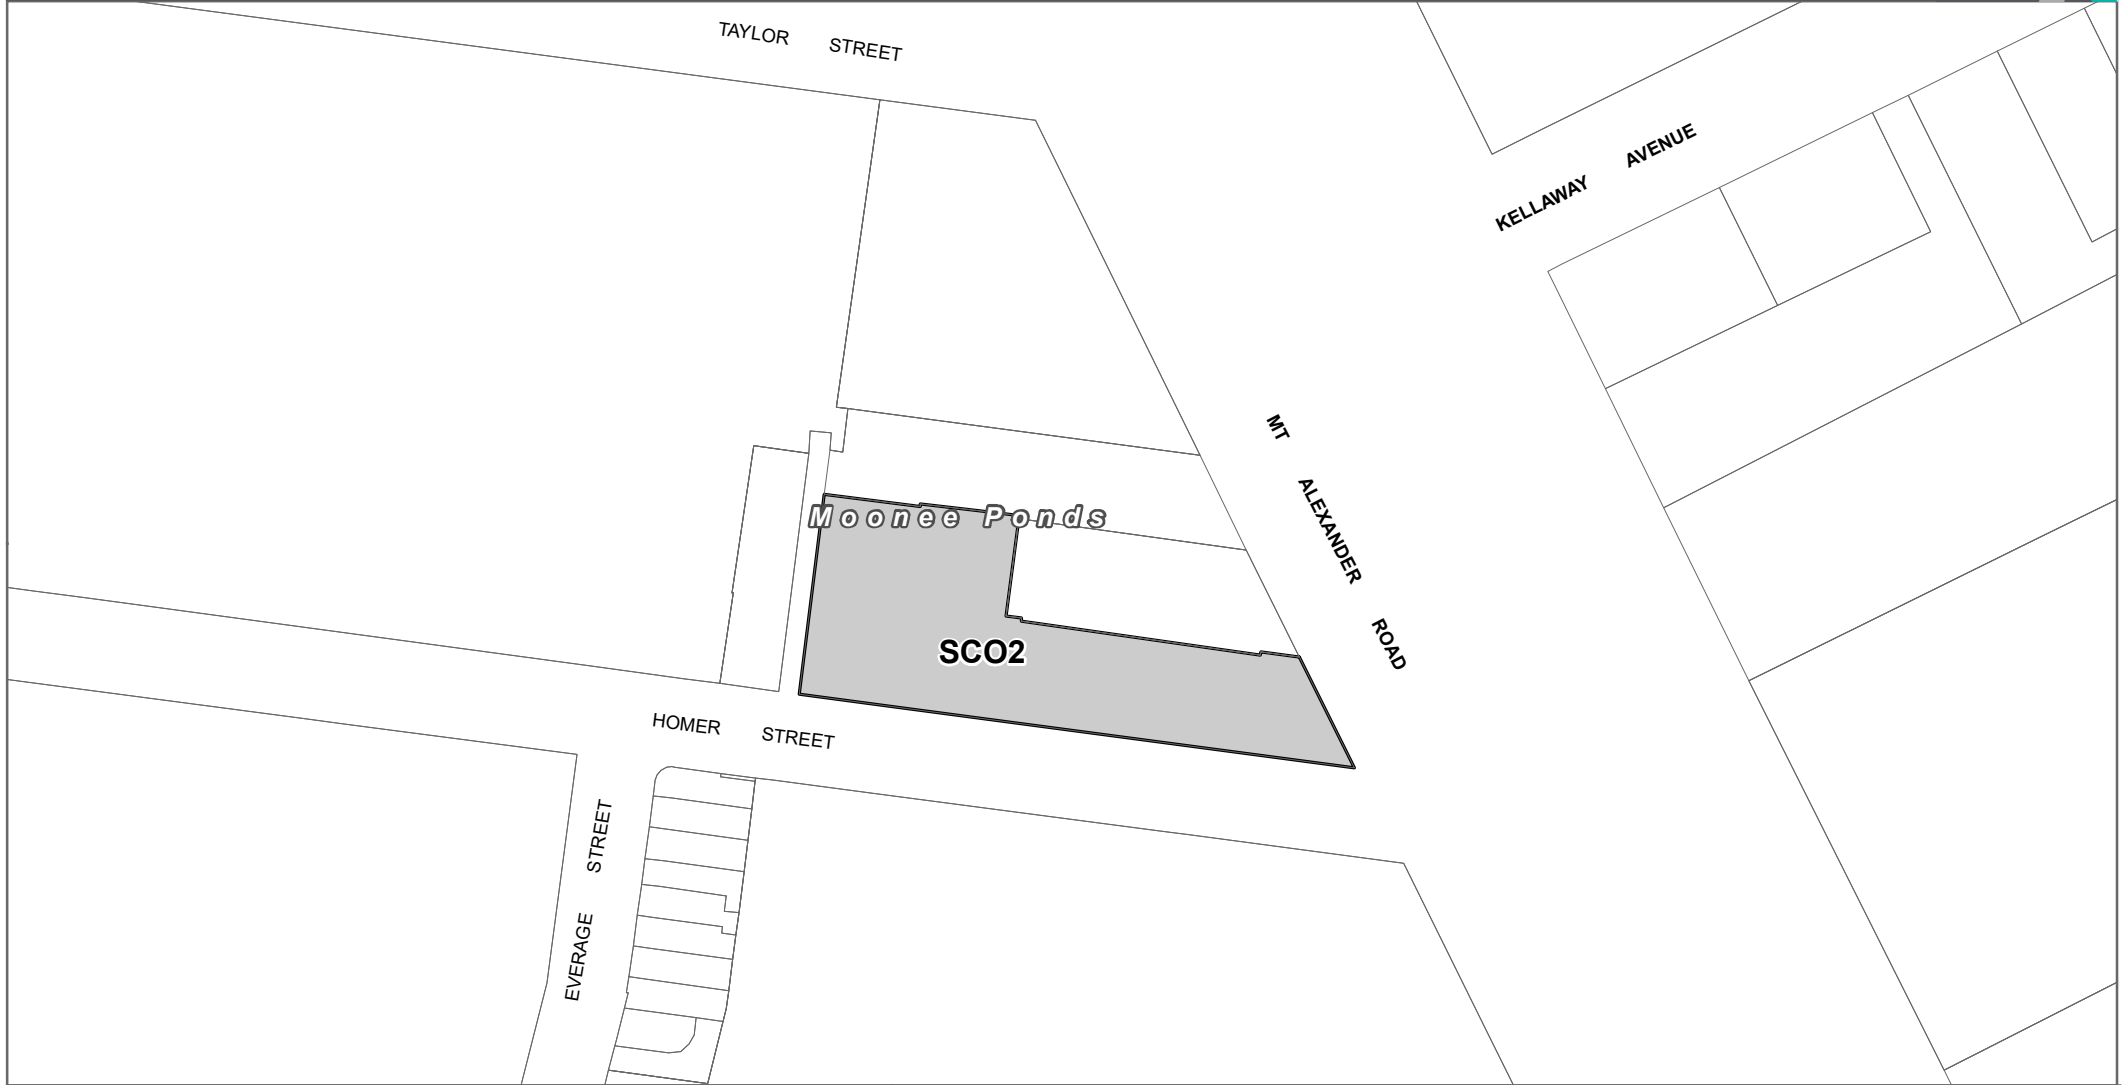 TAYLOR STREET
KELLAWAY AVENUE
MT ALEXANDER ROAD
Moonee Ponds
SCO2
HOMER STREET
EVERAGE STREET